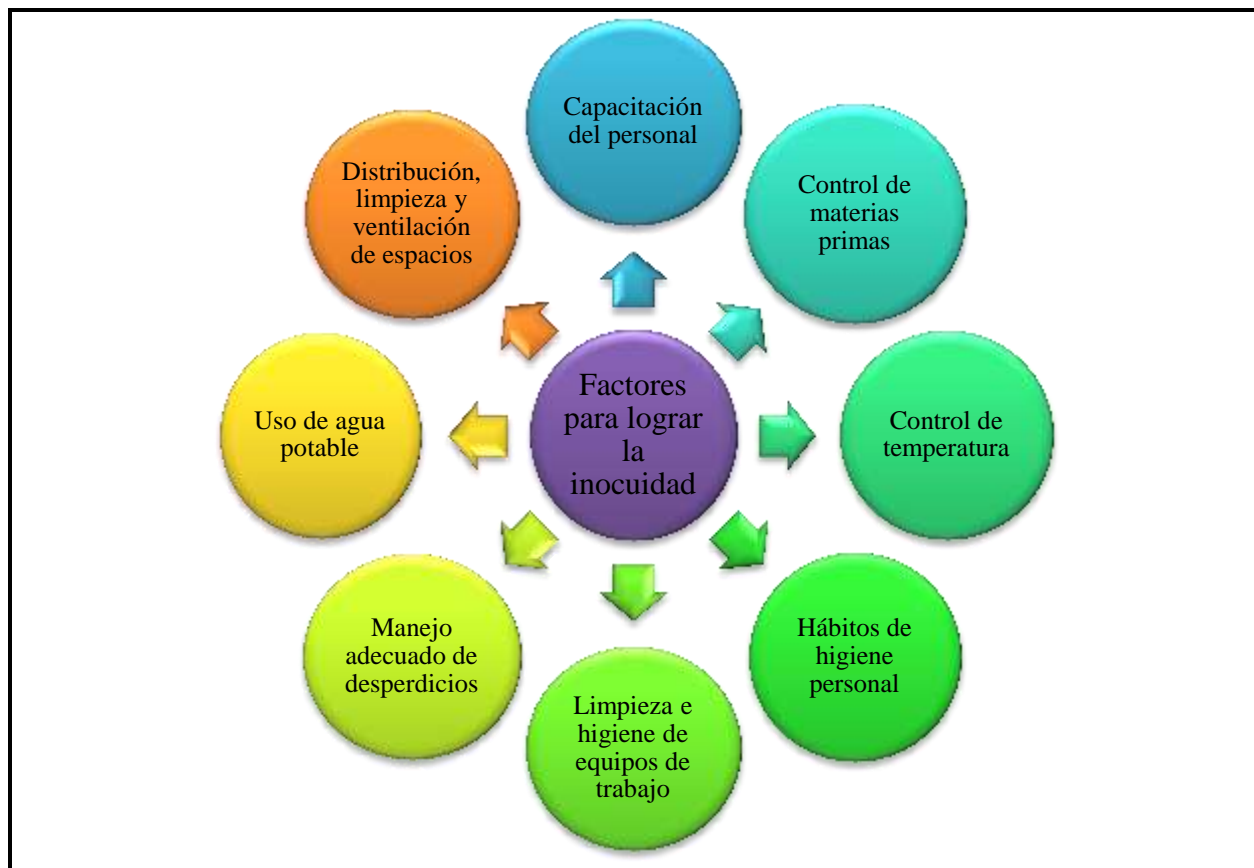 Capacitación
del personal
Control de
materias
primas
Control de
temperatura
Hábitos de
higiene
personal
Limpieza e
higiene de
equipos de
trabajo
Manejo
adecuado de
desperdicios
Uso de agua
potable
Distribución,
limpieza y
ventilación
de espacios
Factores
para lograr
la
inocuidad